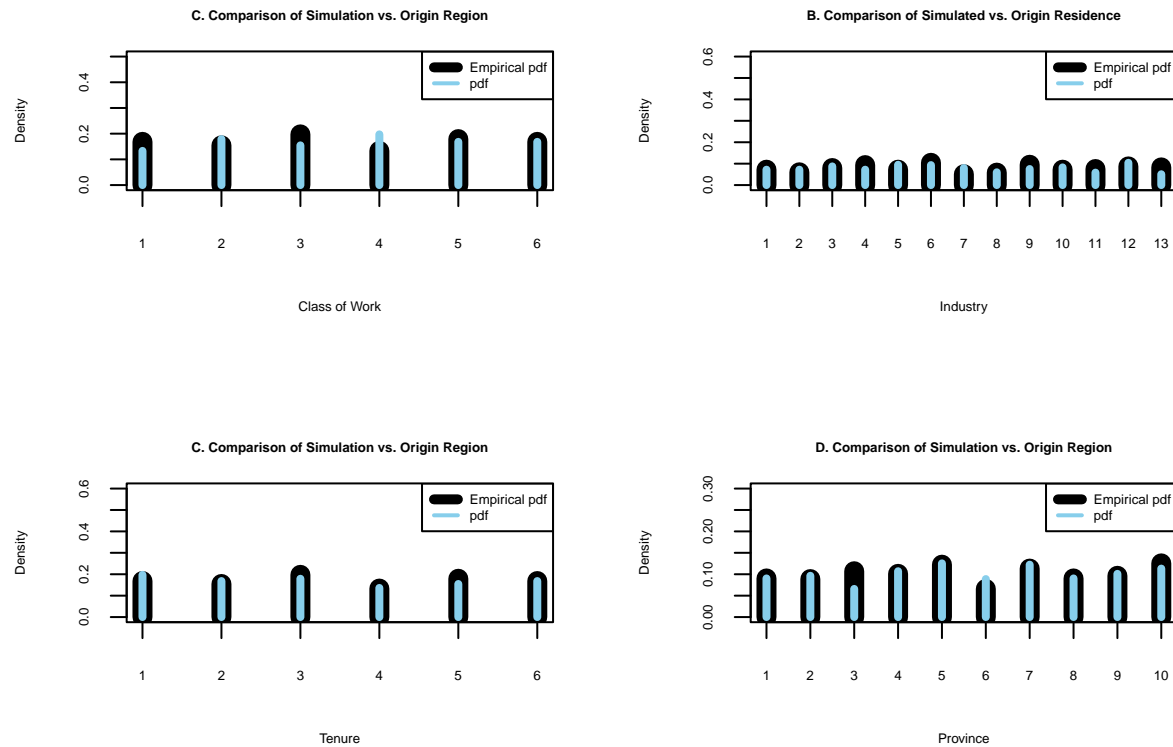 C. Comparison of Simulation vs. Origin Region
Density
0.0 0.2 0.4
Empirical pdf
pdf
1 2 3 4 5 6
Class of Work
B. Comparison of Simulated vs. Origin Residence
Density
0.0 0.2 0.4 0.6
Empirical pdf
pdf
1 2 3 4 5 6 7 8 9 10 11 12 13
Industry
C. Comparison of Simulation vs. Origin Region
Density
0.0 0.2 0.4 0.6
Empirical pdf
pdf
1 2 3 4 5 6
Tenure
D. Comparison of Simulation vs. Origin Region
Density
0.00 0.10 0.20 0.30
Empirical pdf
pdf
1 2 3 4 5 6 7 8 9 10
Province